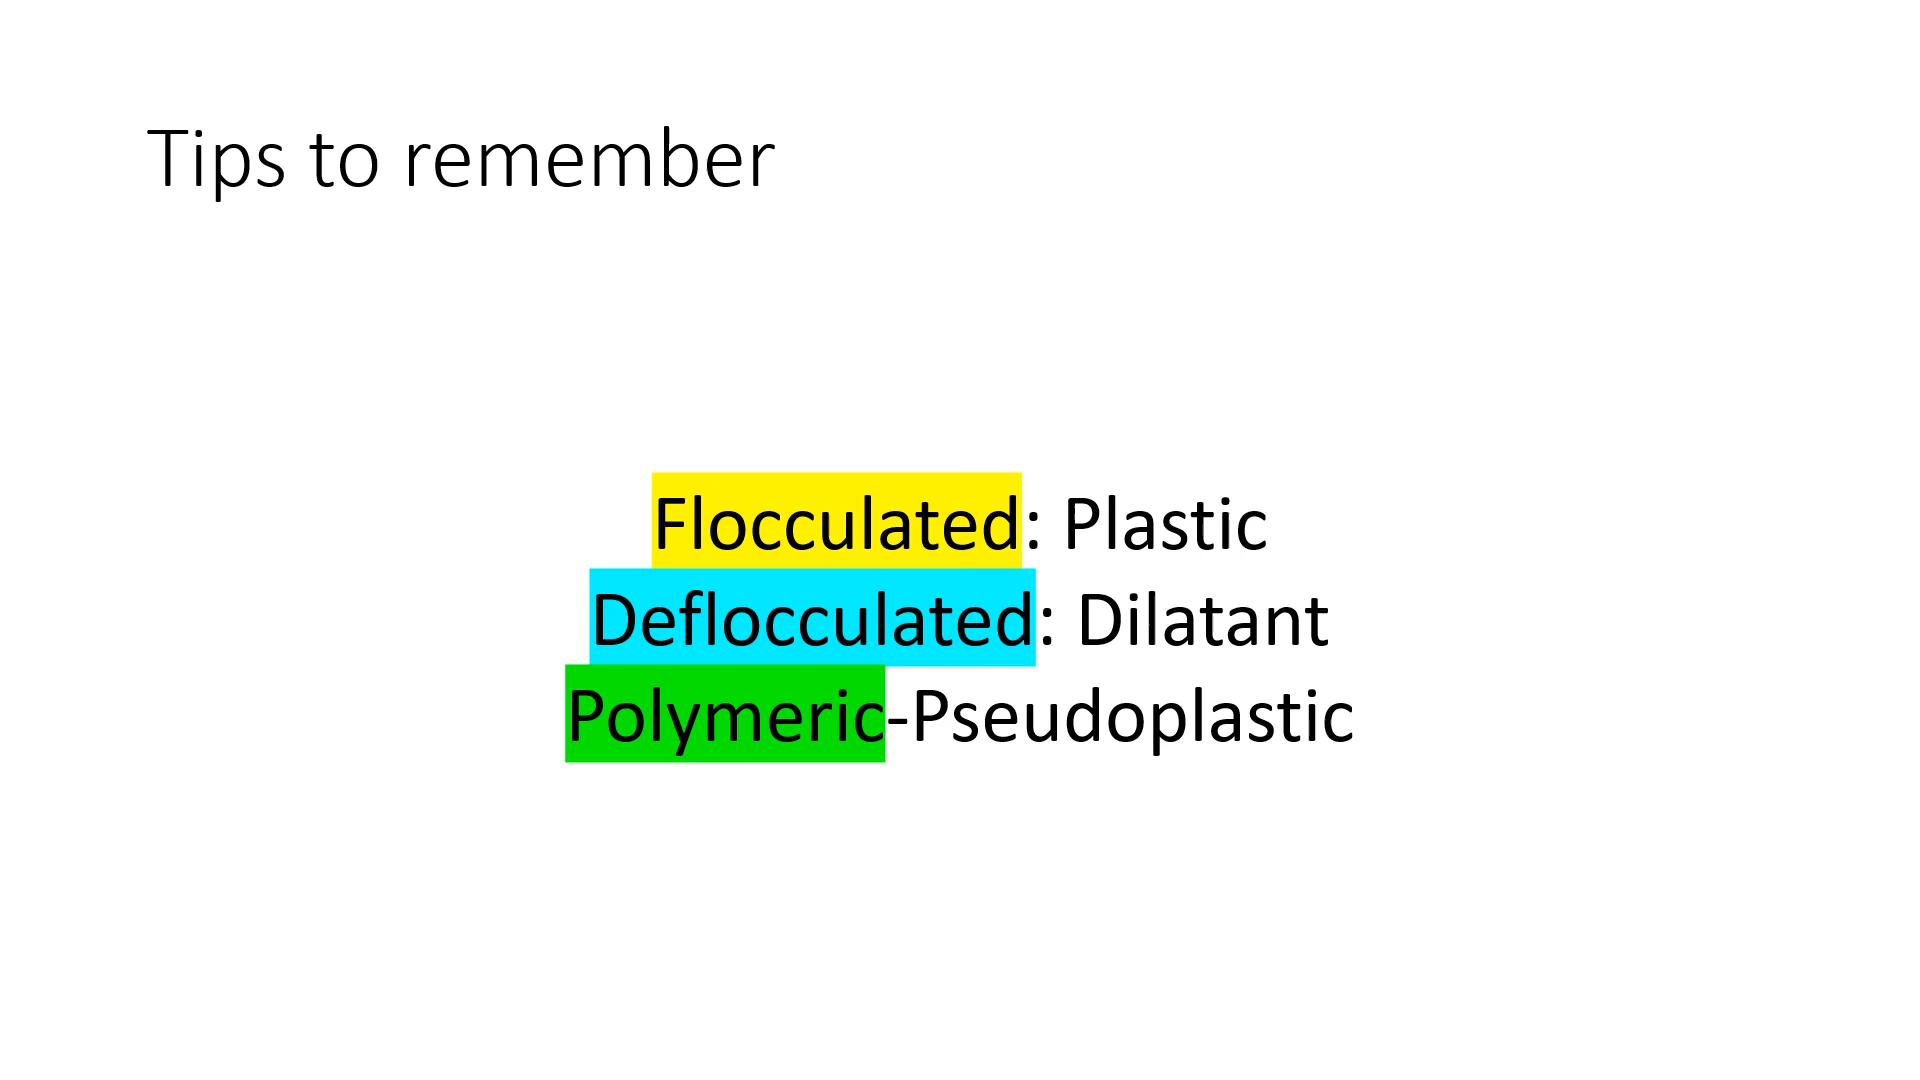 Tips to remember
Flocculated: Plastic
Deflocculated: Dilatant
Polymeric-Pseudoplastic